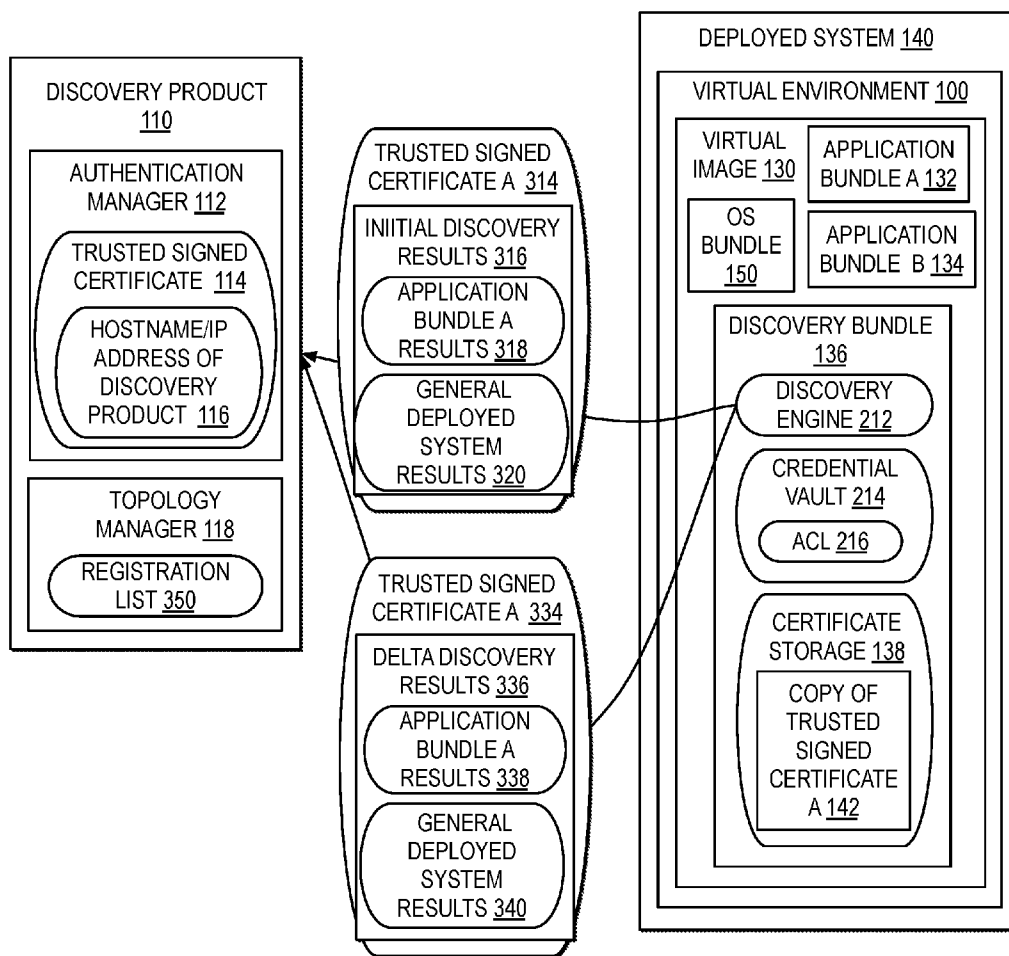 DISCOVERY PRODUCT
110
AUTHENTICATION
MANAGER 112
TRUSTED SIGNED
CERTIFICATE 114
HOSTNAME/IP
ADDRESS OF
DISCOVERY
PRODUCT 116
TOPOLOGY
MANAGER 118
REGISTRATION
LIST 350
TRUSTED SIGNED
CERTIFICATE A 314
INIITIAL DISCOVERY
RESULTS 316
APPLICATION
BUNDLE A
RESULTS 318
GENERAL
DEPLOYED
SYSTEM
RESULTS 320
TRUSTED SIGNED
CERTIFICATE A 334
DELTA DISCOVERY
RESULTS 336
APPLICATION
BUNDLE A
RESULTS 338
GENERAL
DEPLOYED
SYSTEM
RESULTS 340
DEPLOYED SYSTEM 140
VIRTUAL ENVIRONMENT 100
VIRTUAL
IMAGE 130
APPLICATION
BUNDLE A 132
OS
BUNDLE
150
APPLICATION
BUNDLE B 134
DISCOVERY BUNDLE
136
DISCOVERY
ENGINE 212
CREDENTIAL
VAULT 214
ACL 216
CERTIFICATE
STORAGE 138
COPY OF
TRUSTED
SIGNED
CERTIFICATE
A 142